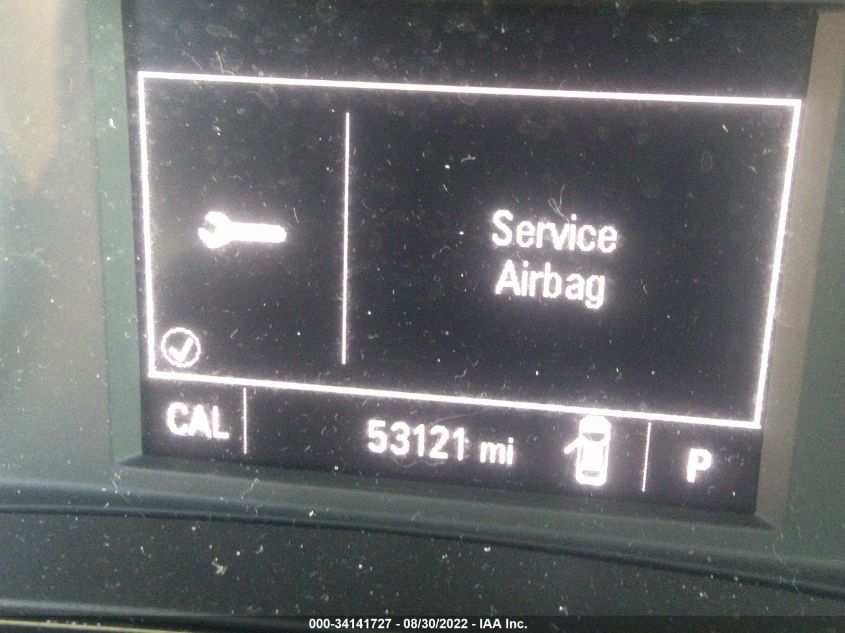 Service
Airbag
CAL 53121 mi P
000-34141727 - 08/30/2022 - IAA Inc.